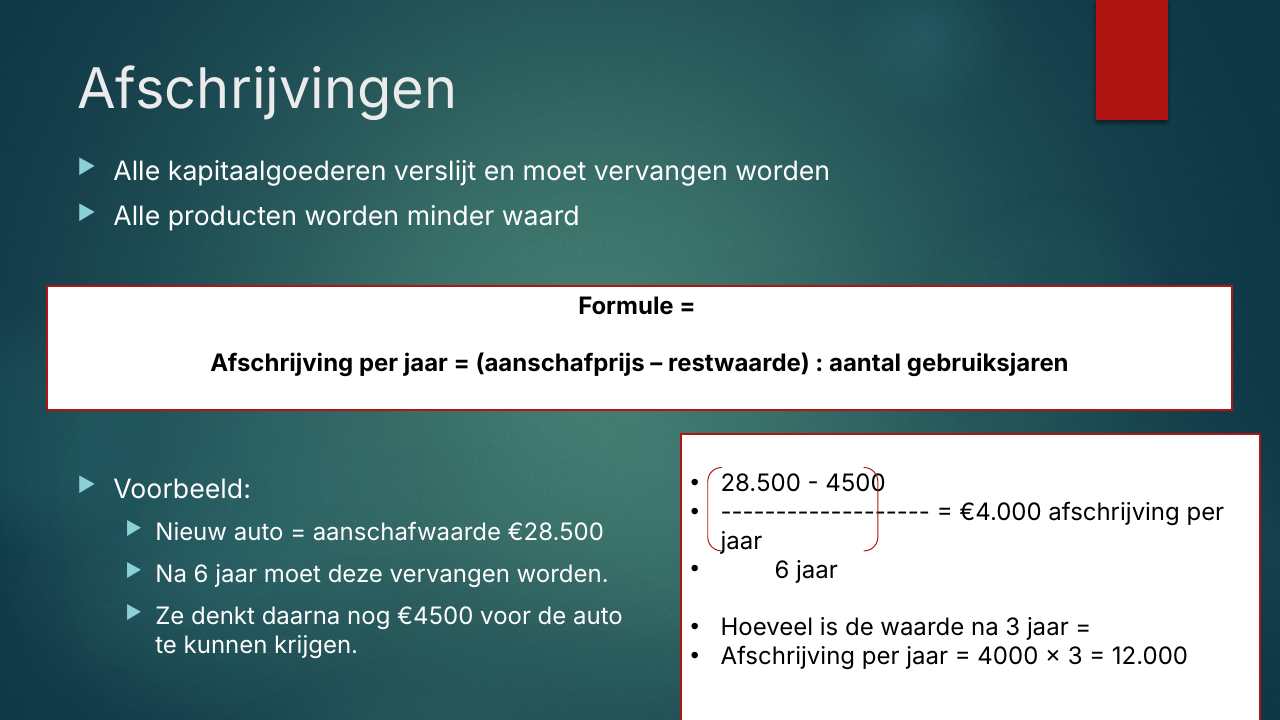 Afschrijvingen
Alle kapitaalgoederen verslijt en moet vervangen worden
Alle producten worden minder waard
Formule =
Afschrijving per jaar = (aanschafprijs – restwaarde) : aantal gebruiksjaren
Voorbeeld:
Nieuw auto = aanschafwaarde €28.500
Na 6 jaar moet deze vervangen worden.
Ze denkt daarna nog €4500 voor de auto
te kunnen krijgen.
• 28.500 - 4500
• ------------------- = €4.000 afschrijving per
jaar
• 6 jaar
• Hoeveel is de waarde na 3 jaar =
• Afschrijving per jaar = 4000 × 3 = 12.000